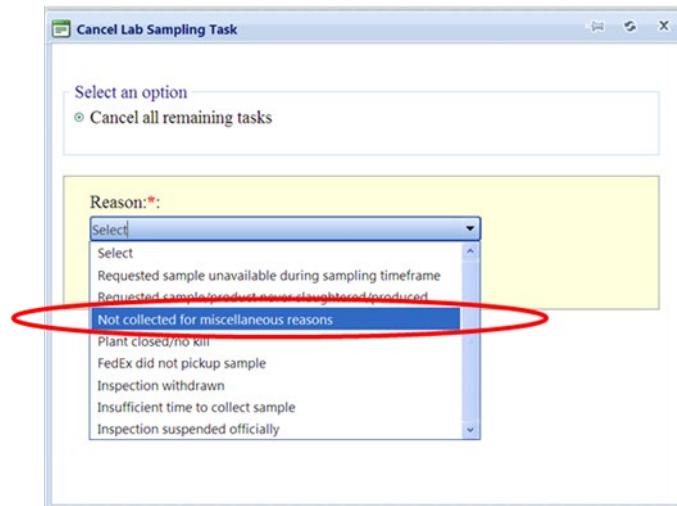 Cancel Lab Sampling Task
Select an option
Cancel all remaining tasks
Reason:*:
Select
Select
Requested sample unavailable during sampling timeframe
Requested sample/product never slaughtered/produced
Not collected for miscellaneous reasons
Plant closed/no kill
FedEx did not pickup sample
Inspection withdrawn
Insufficient time to collect sample
Inspection suspended officially